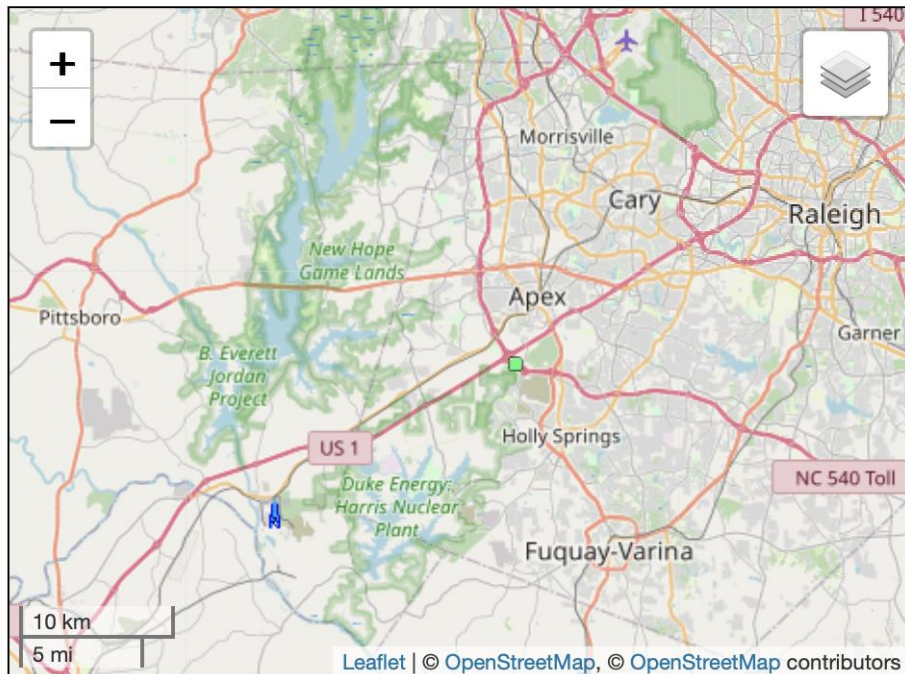 I 540
+
−
Morrisville
Cary
Raleigh
New Hope
Game Lands
Apex
Pittsboro
Garner
B. Everett
Jordan
Project
US 1
Holly Springs
NC 540 Toll
Duke Energy:
Harris Nuclear
Plant
Fuquay-Varina
10 km
5 mi
Leaflet | © OpenStreetMap, © OpenStreetMap contributors